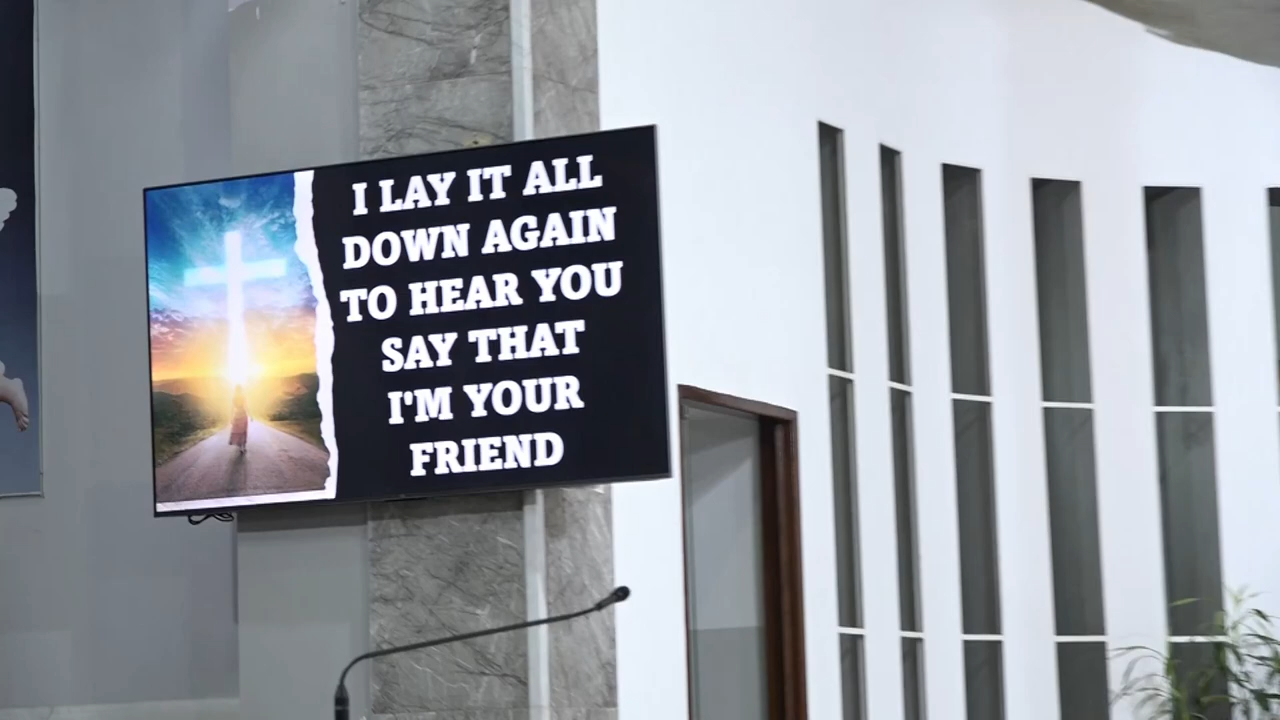 I LAY IT ALL
DOWN AGAIN
TO HEAR YOU
SAY THAT
I'M YOUR
FRIEND